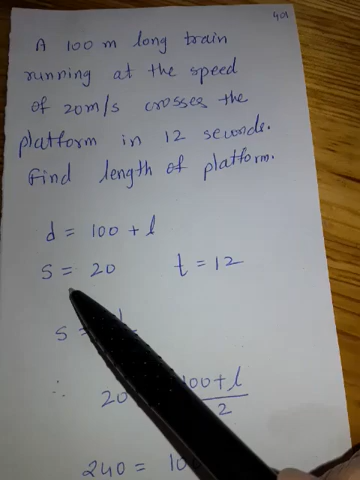 401
A 100 m long train
running at the speed
of 20m/s crosses the
platform in 12 seconds.
Find length of platform.
d = 100 + l
s = 20 t = 12
s =
∴ 20 100+l
2
240 = 10